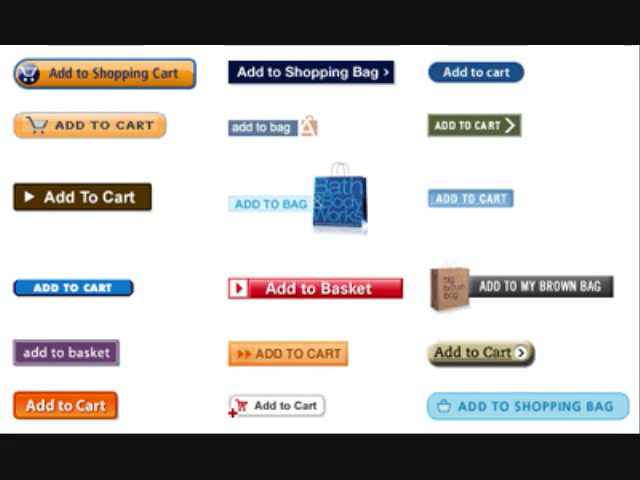 Add to Shopping Cart
Add to Shopping Bag ›
Add to cart
ADD TO CART
add to bag
ADD TO CART
Add To Cart
ADD TO BAG
Bath
& Body
Works
ADD TO CART
ADD TO CART
Add to Basket
big
brown
bag
ADD TO MY BROWN BAG
add to basket
ADD TO CART
Add to Cart
Add to Cart
Add to Cart
ADD TO SHOPPING BAG